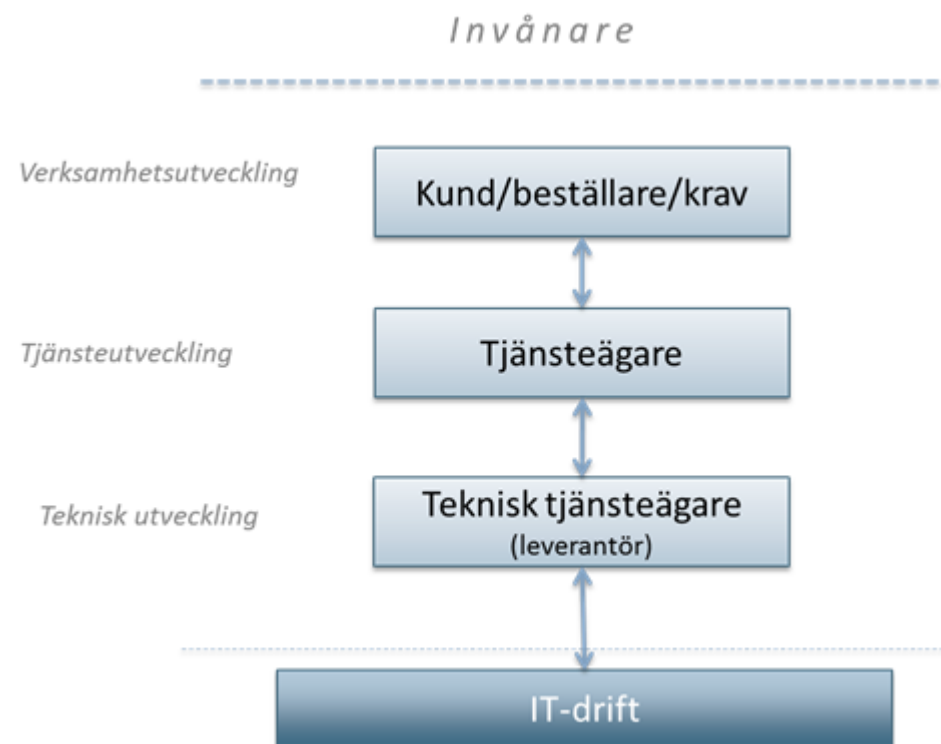 Invånare
Verksamhetsutveckling
Kund/beställare/krav
Tjänsteutveckling
Tjänsteägare
Teknisk utveckling
Teknisk tjänsteägare
(leverantör)
IT-drift